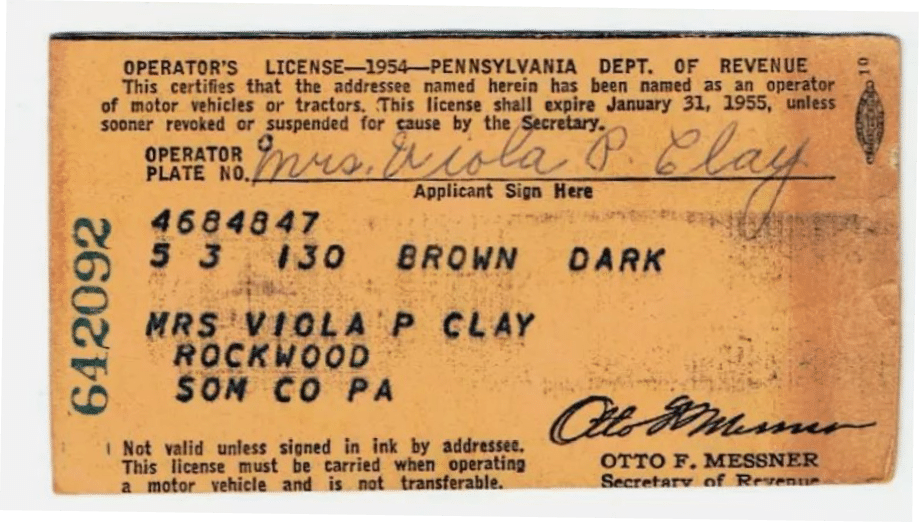 OPERATOR'S LICENSE—1954—PENNSYLVANIA DEPT. OF REVENUE
This certifies that the addressee named herein has been named as an operator
of motor vehicles or tractors. This license shall expire January 31, 1955, unless
sooner revoked or suspended for cause by the Secretary.
OPERATOR Mrs. Viola P. Clay
PLATE NO.
Applicant Sign Here
4684847
5 3 130 BROWN DARK
MRS VIOLA P CLAY
ROCKWOOD
SOM CO PA
642092
Otto F. Messner
Not valid unless signed in ink by addressee.
This license must be carried when operating
a motor vehicle and is not transferable.
OTTO F. MESSNER
Secretary of Revenue
10